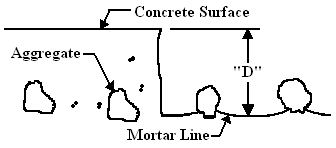 Concrete Surface
Aggregate
"D"
Mortar Line